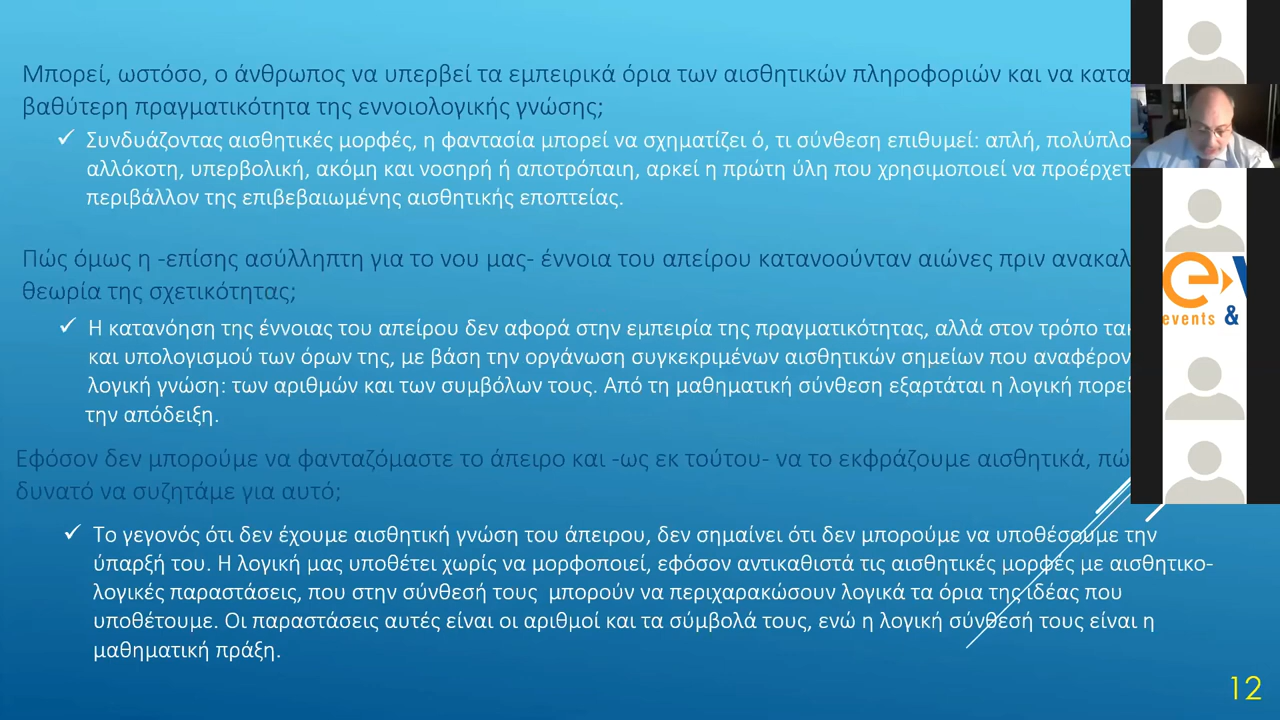 Μπορεί, ωστόσο, ο άνθρωπος να υπερβεί τα εμπειρικά όρια των αισθητικών πληροφοριών και να
βαθύτερη πραγματικότητα της εννοιολογικής γνώσης;
✓ Συνδυάζοντας αισθητικές μορφές, η φαντασία μπορεί να σχηματίζει ό, τι σύνθεση επιθυμεί: απλή,
αλλόκοτη, υπερβολική, ακόμη και νοσηρή ή αποτρόπαιη, αρκεί η πρώτη ύλη που χρησιμοποιεί να
περιβάλλον της επιβεβαιωμένης αισθητικής εποπτείας.
Πώς όμως η -επίσης ασύλληπτη για το νου μας- έννοια του απείρου κατανοούνταν αιώνες πριν
θεωρία της σχετικότητας;
✓ Η κατανόηση της έννοιας του απείρου δεν αφορά στην εμπειρία της πραγματικότητας, αλλά στον τρόπο
και υπολογισμού των όρων της, με βάση την οργάνωση συγκεκριμένων αισθητικών σημείων που
λογική γνώση: των αριθμών και των συμβόλων τους. Από τη μαθηματική σύνθεση εξαρτάται η λογική
την απόδειξη.
Εφόσον δεν μπορούμε να φανταζόμαστε το άπειρο και -ως εκ τούτου- να το εκφράζουμε αισθητικά,
δυνατό να συζητάμε για αυτό;
✓ Το γεγονός ότι δεν έχουμε αισθητική γνώση του άπειρου, δεν σημαίνει ότι δεν μπορούμε να υποθέσουμε την
ύπαρξή του. Η λογική μας υποθέτει χωρίς να μορφοποιεί, εφόσον αντικαθιστά τις αισθητικές μορφές με αισθητικο-
λογικές παραστάσεις, που στην σύνθεσή τους μπορούν να περιχαρακώσουν λογικά τα όρια της ιδέας που
υποθέτουμε. Οι παραστάσεις αυτές είναι οι αριθμοί και τα σύμβολά τους, ενώ η λογική σύνθεσή τους είναι η
μαθηματική πράξη.
events &
12